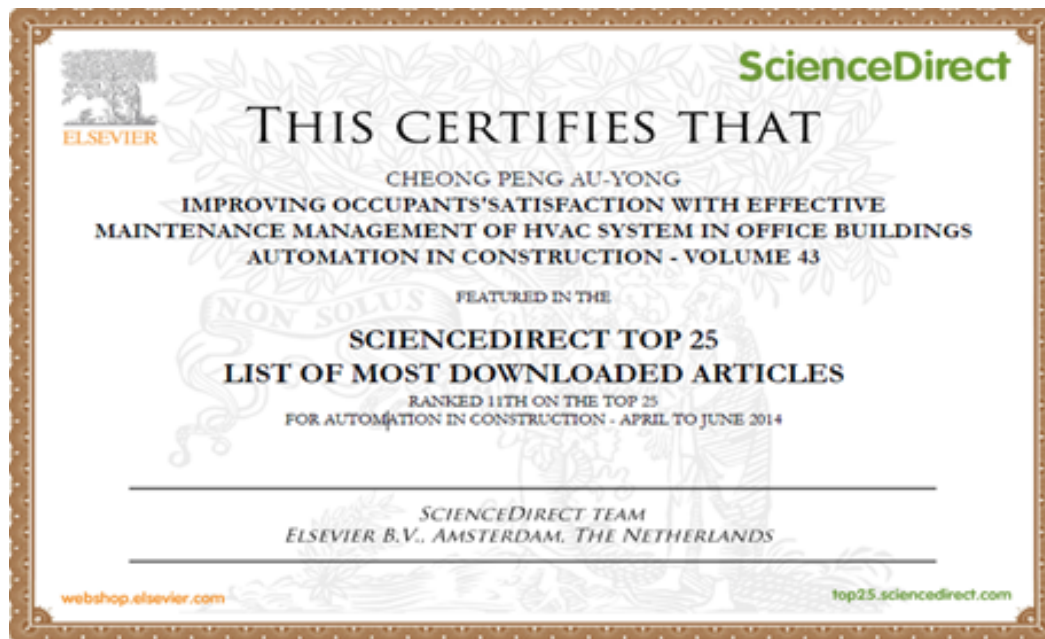 ScienceDirect
ELSEVIER
THIS CERTIFIES THAT
CHEONG PENG AU-YONG
IMPROVING OCCUPANTS'SATISFACTION WITH EFFECTIVE
MAINTENANCE MANAGEMENT OF HVAC SYSTEM IN OFFICE BUILDINGS
AUTOMATION IN CONSTRUCTION - VOLUME 43
FEATURED IN THE
NON SOLUS
SCIENCEDIRECT TOP 25
LIST OF MOST DOWNLOADED ARTICLES
RANKED 11TH ON THE TOP 25
FOR AUTOMATION IN CONSTRUCTION - APRIL TO JUNE 2014
SCIENCEDIRECT TEAM
ELSEVIER B.V., AMSTERDAM, THE NETHERLANDS
webshop.elsevier.com
top25.sciencedirect.com